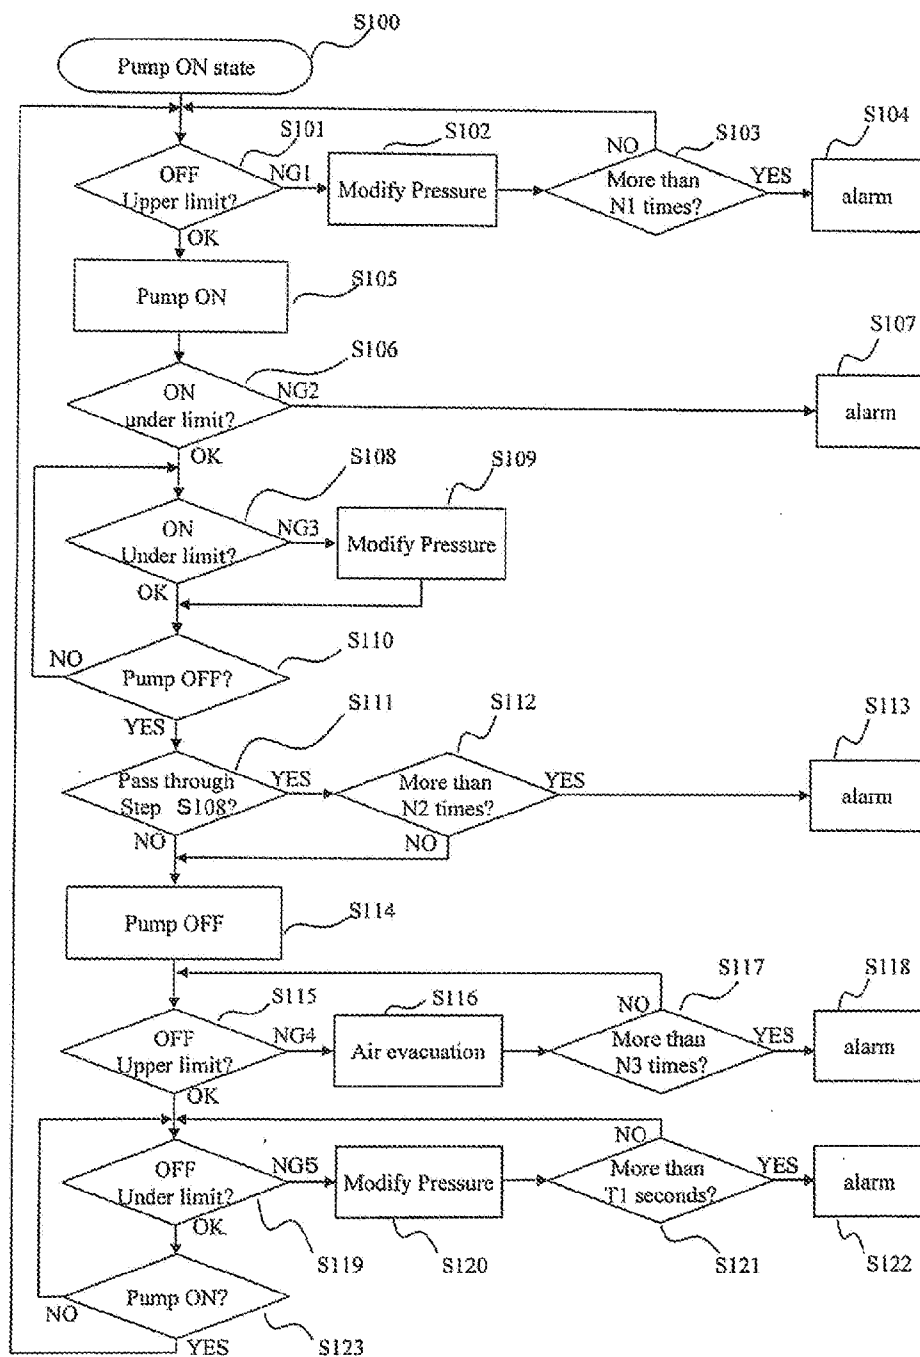 S100
Pump ON state
S101
S102
S103
S104
OFF
Upper limit?
NG1
Modify Pressure
NO
More than
N1 times?
YES
alarm
OK
S105
Pump ON
S106
S107
ON
under limit?
NG2
alarm
OK
S108
S109
ON
Under limit?
NG3
Modify Pressure
OK
S110
NO
Pump OFF?
YES
S111
S112
S113
Pass through
Step S108?
YES
More than
N2 times?
YES
alarm
NO
NO
S114
Pump OFF
S115
S116
S117
S118
OFF
Upper limit?
NG4
Air evacuation
NO
More than
N3 times?
YES
alarm
OK
OFF
Under limit?
NG5
Modify Pressure
NO
More than
T1 seconds?
YES
alarm
OK
S119
S120
S121
S122
NO
Pump ON?
YES
S123